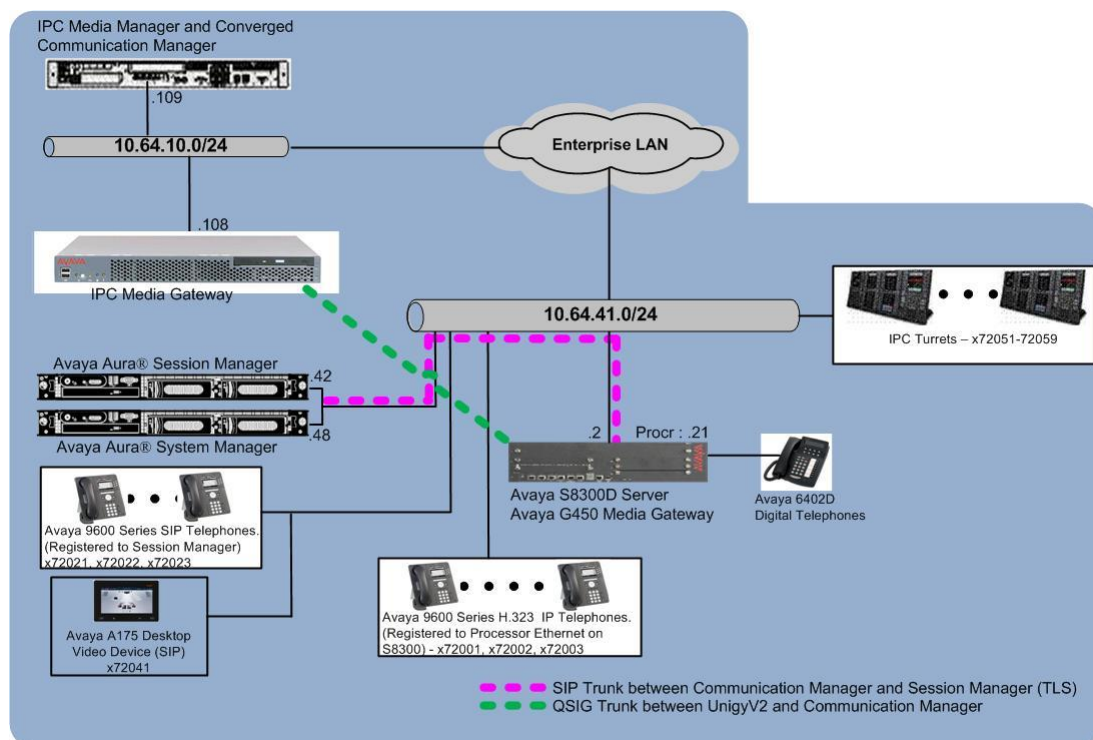 IPC Media Manager and Converged
Communication Manager
.109
10.64.10.0/24
Enterprise LAN
.108
AVAYA
IPC Media Gateway
10.64.41.0/24
IPC Turrets – x72051-72059
Avaya Aura® Session Manager
.42
.48
Avaya Aura® System Manager
.2
Procr : .21
AVAYA
Avaya S8300D Server
Avaya G450 Media Gateway
Avaya 6402D
Digital Telephones
Avaya 9600 Series SIP Telephones.
(Registered to Session Manager)
x72021, x72022, x72023
Avaya A175 Desktop
Video Device (SIP)
x72041
Avaya 9600 Series H.323 IP Telephones.
(Registered to Processor Ethernet on
S8300) - x72001, x72002, x72003
SIP Trunk between Communication Manager and Session Manager (TLS)
QSIG Trunk between UnigyV2 and Communication Manager